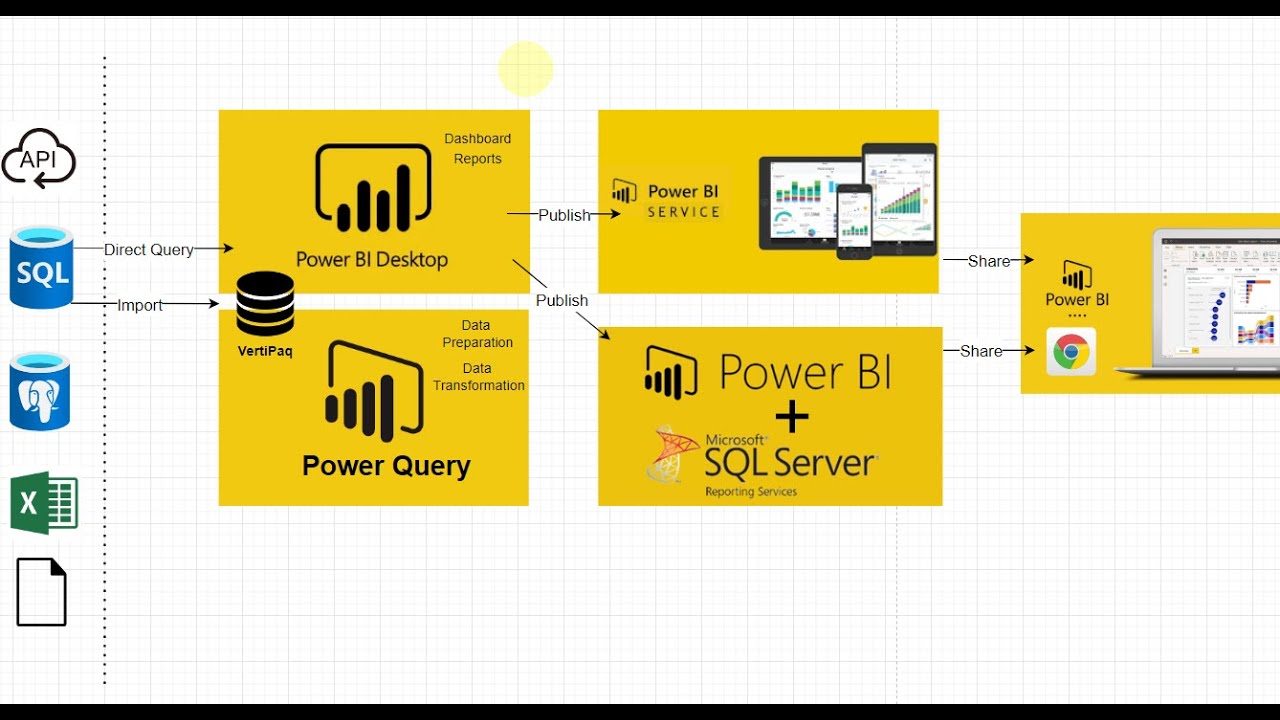 API
SQL
Direct Query
Import
Dashboard
Reports
Power BI Desktop
VertiPaq
Data
Preparation
Data
Transformation
Power Query
Publish
Publish
Power BI
SERVICE
Power BI
+
Microsoft
SQL Server
Reporting Services
Share
Share
Power BI
X